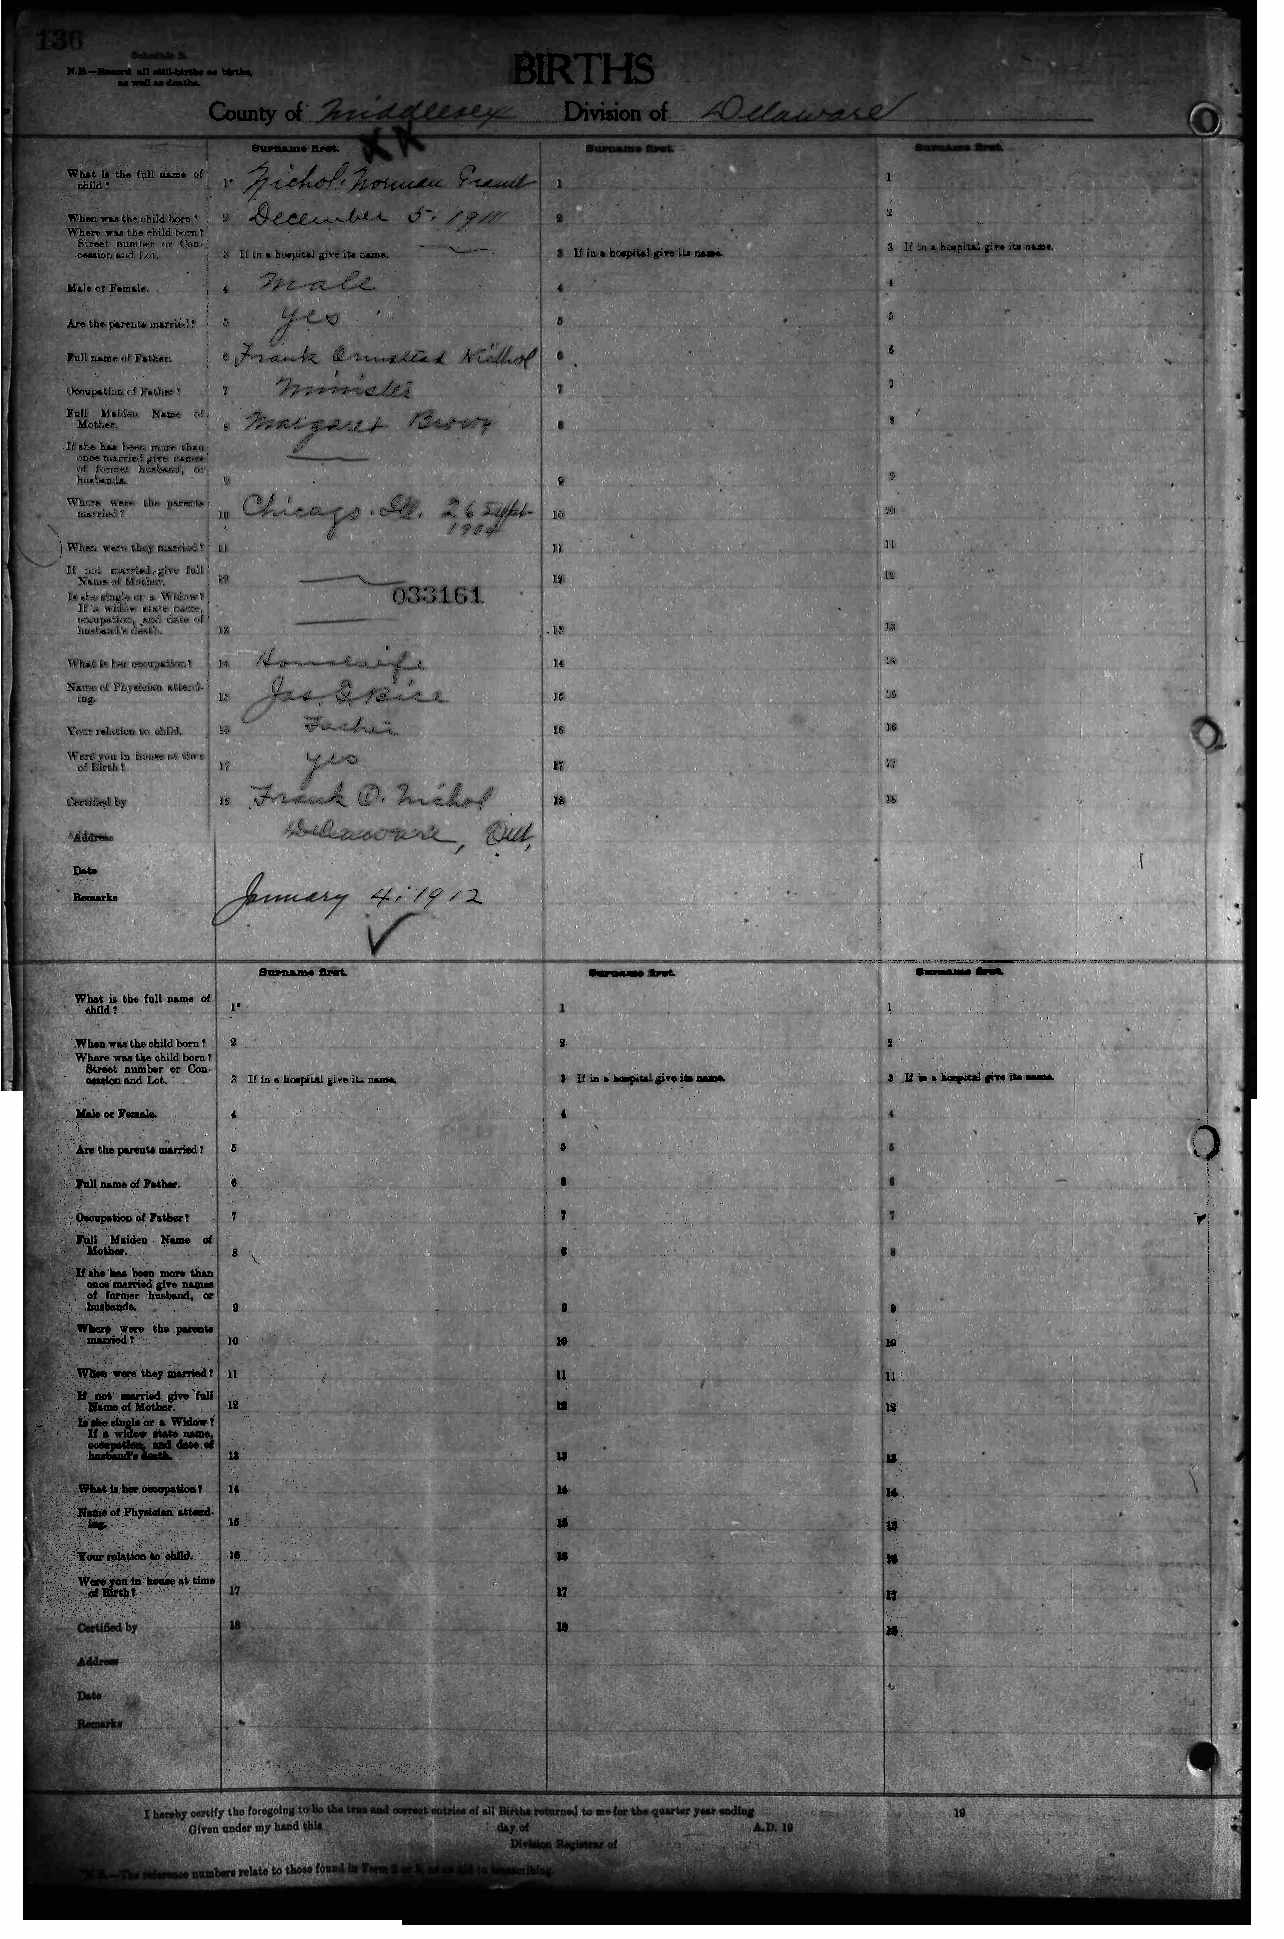 136
Schedule B.
N.B.—Record all still-births as births,
as well as deaths.
BIRTHS
County of Middlesex Division of Delaware
XX
Surname first. Surname first. Surname first.
What is the full name of
child? 1 Nichol. Norman 1 1
When was the child born? 2 December 5. 1911 2 2
Where was the child born?
Street number or Con-
cession and Lot. 3 If in a hospital give its name. 3 If in a hospital give its name. 3 If in a hospital give its name.
Male or Female. 4 Male 4 4
Are the parents married? 5 yes 5 5
Full name of Father. 6 Frank Nichol 6 6
Occupation of Father? 7 Minister 7 7
Full Maiden Name of
Mother. 8 Margaret Brown 8 8
If she has been more than
once married give names
of former husband, or
husbands. 9 — 9 9
Where were the parents
married? 10 Chicago. Ill. 26 Sept 10 10
1904
When were they married? 11 11 11
If not married, give full
Name of Mother. 12 — 12 12
033161
Is she single or a Widow?
If a widow state name,
occupation, and date of
husband's death. 13 — 13 13
What is her occupation? 14 Housewife 14 14
Name of Physician attend-
ing. 15 Jas. Rice 15 15
Your relation to child. 16 Father 16 16
Were you in house at time
of Birth? 17 yes 17 17
Certified by 18 Frank O. Nichol 18 18
Address Delaware, Ont.
Date
Remarks January 4: 1912
Surname first. Surname first. Surname first.
What is the full name of
child? 1 1 1
When was the child born? 2 2 2
Where was the child born?
Street number or Con-
cession and Lot. 3 If in a hospital give its name. 3 If in a hospital give its name. 3 If in a hospital give its name.
Male or Female. 4 4 4
Are the parents married? 5 5 5
Full name of Father. 6 6 6
Occupation of Father? 7 7 7
Full Maiden Name of
Mother. 8 8 8
If she has been more than
once married give names
of former husband, or
husbands. 9 9 9
Where were the parents
married? 10 10 10
When were they married? 11 11 11
If not married give full
Name of Mother. 12 12 12
Is she single or a Widow?
If a widow state name,
occupation, and date of
husband's death. 13 13 13
What is her occupation? 14 14 14
Name of Physician attend-
ing. 15 15 15
Your relation to child. 16 16 16
Were you in house at time
of Birth? 17 17 17
Certified by 18 18 18
Address
Date
Remarks
I hereby certify the foregoing to be the true and correct entries of all Births returned to me for the quarter year ending 19
Given under my hand this day of A.D. 19
Division Registrar of
N.B.—The reference numbers relate to those found in Form as an aid to transcribing.